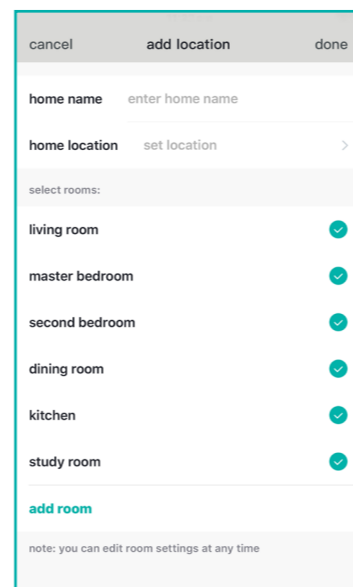 cancel add location done
home name enter home name
home location set location
select rooms:
living room
master bedroom
second bedroom
dining room
kitchen
study room
add room
note: you can edit room settings at any time